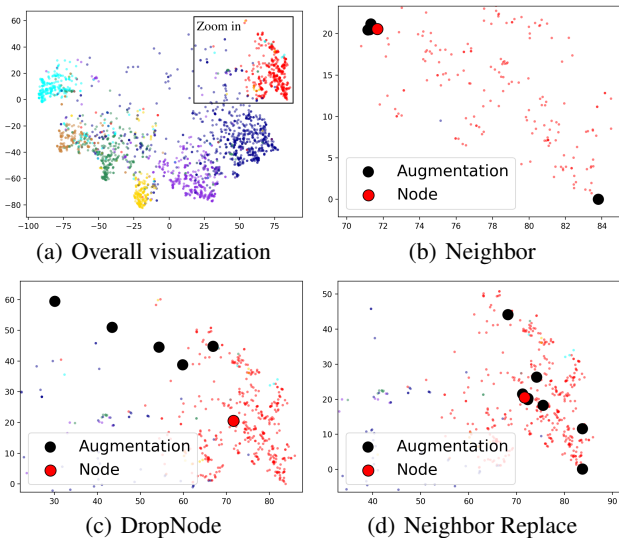 60
40
20
0
−20
−40
−60
−80
Zoom in
−100 −75 −50 −25 0 25 50 75
(a) Overall visualization
20
15
10
5
0
Augmentation
Node
70 72 74 76 78 80 82 84
(b) Neighbor
60
50
40
30
20
10
0
Augmentation
Node
30 40 50 60 70 80
(c) DropNode
50
40
30
20
10
0
Augmentation
Node
40 50 60 70 80 90
(d) Neighbor Replace